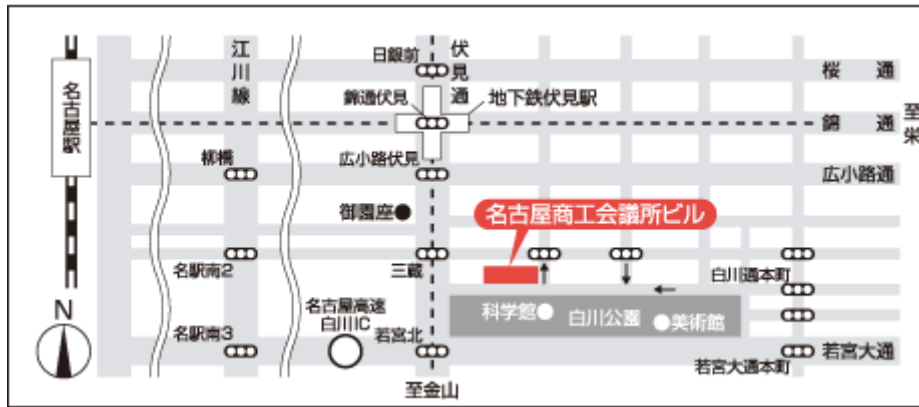 名古屋駅
江川線
日銀前
伏見通
桜通
錦通伏見
地下鉄伏見駅
錦通
至栄
柳橋
広小路伏見
広小路通
御園座
名古屋商工会議所ビル
名駅南2
三蔵
白川通本町
名古屋高速
白川IC
科学館
白川公園
美術館
N
名駅南3
若宮北
若宮大通
若宮大通本町
至金山